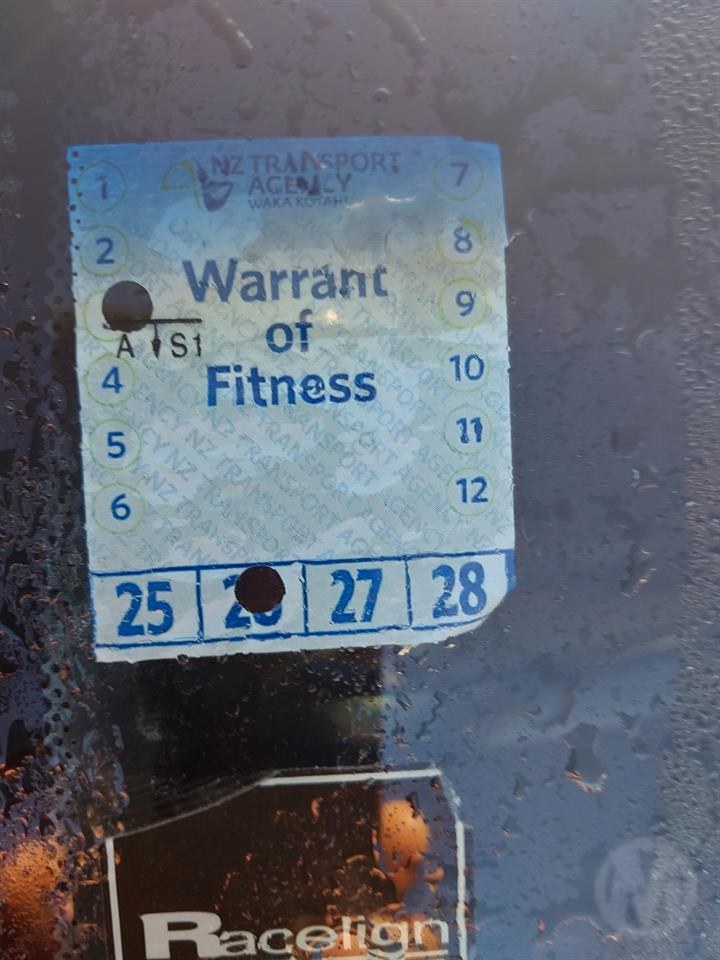 NZ TRANSPORT
AGENCY
WAKA KOTAHI
1
7
2
8
Warrant
of
Fitness
9
A S1
4
10
5
11
6
12
25
27
28
Racelign